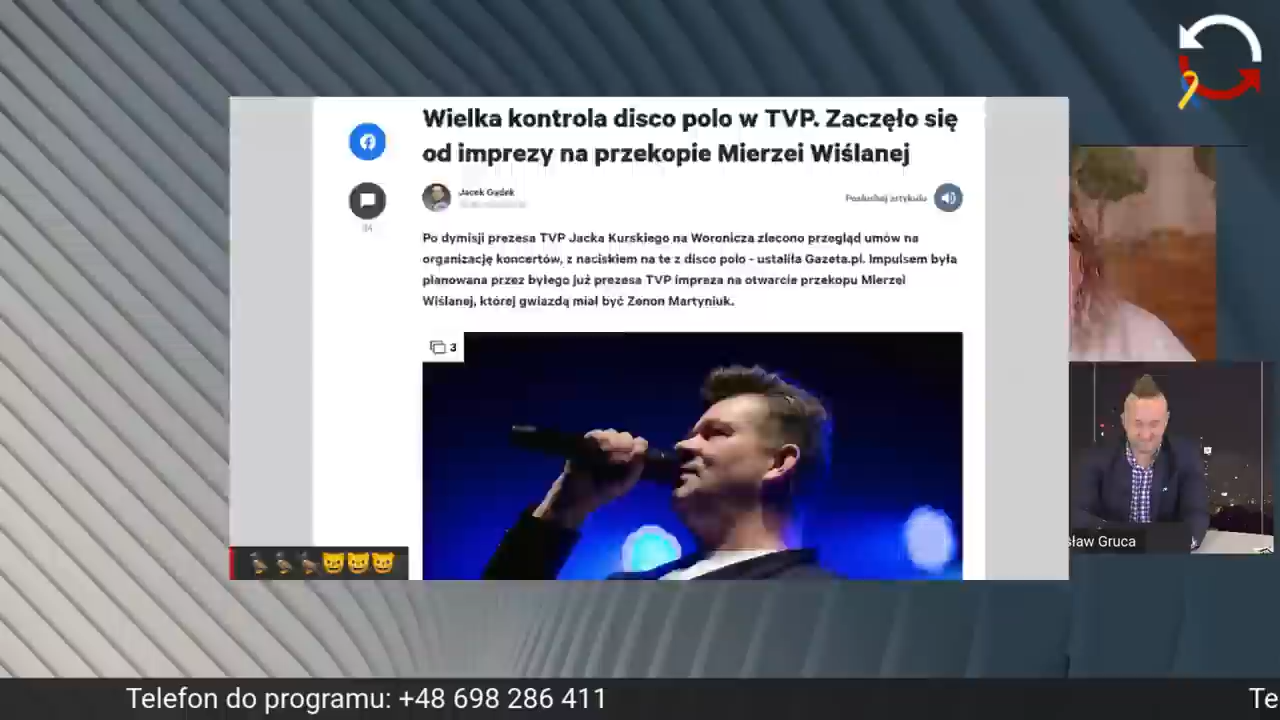 Wielka kontrola disco polo w TVP. Zaczęło się
od imprezy na przekopie Mierzei Wiślanej
Jacek Gądek
Posłuchaj artykułu
84
Po dymisji prezesa TVP Jacka Kurskiego na Woronicza zlecono przegląd umów na
organizację koncertów, z naciskiem na te z disco polo - ustaliła Gazeta.pl. Impulsem była
planowana przez byłego już prezesa TVP impreza na otwarcie przekopu Mierzei
Wiślanej, której gwiazdą miał być Zenon Martyniuk.
3
sław Gruca
Telefon do programu: +48 698 286 411
Te